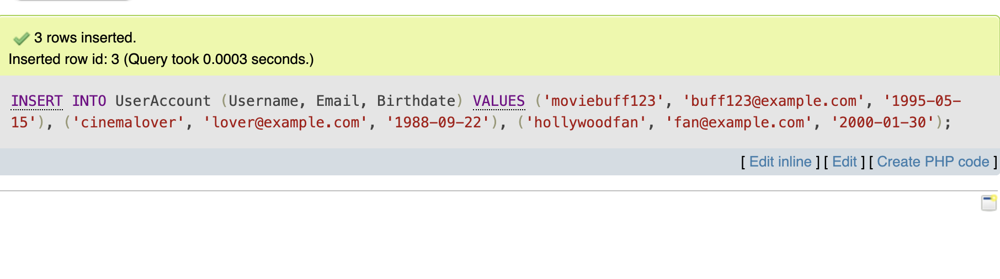 3 rows inserted.
Inserted row id: 3 (Query took 0.0003 seconds.)
INSERT INTO UserAccount (Username, Email, Birthdate) VALUES ('moviebuff123', 'buff123@example.com', '1995-05-
15'), ('cinemalover', 'lover@example.com', '1988-09-22'), ('hollywoodfan', 'fan@example.com', '2000-01-30');
[ Edit inline ] [ Edit ] [ Create PHP code ]